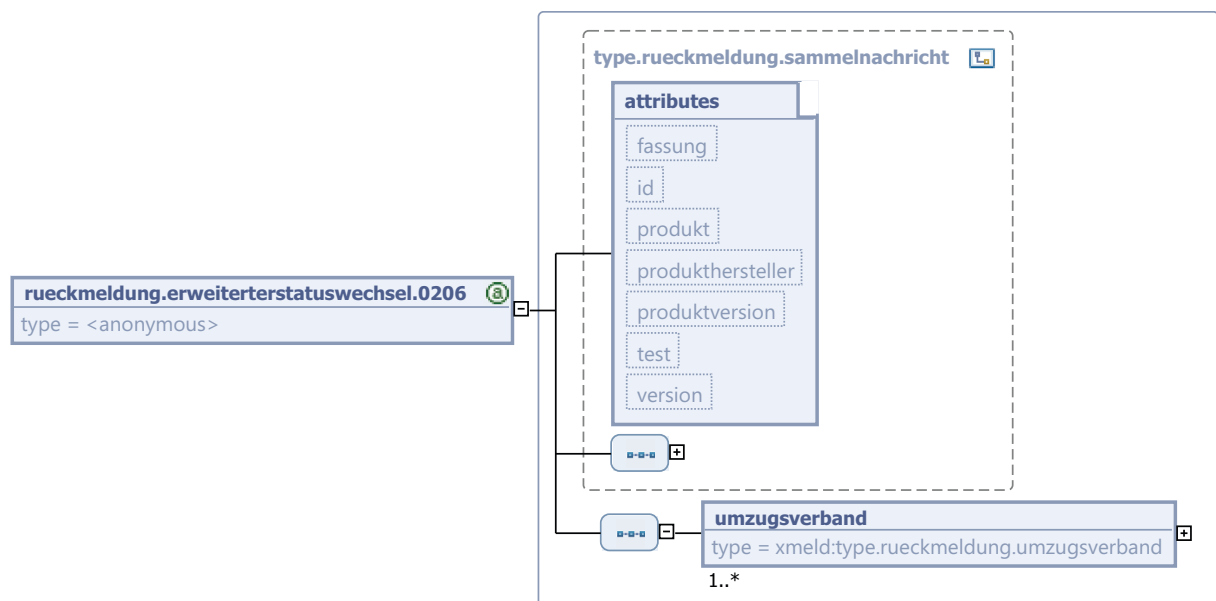 type.rueckmeldung.sammelnachricht
attributes
fassung
id
produkt
produkthersteller
produktversion
test
version
rueckmeldung.erweiterterstatuswechsel.0206 @
type = <anonymous>
umzugsverband
type = xmeld:type.rueckmeldung.umzugsverband
1..*